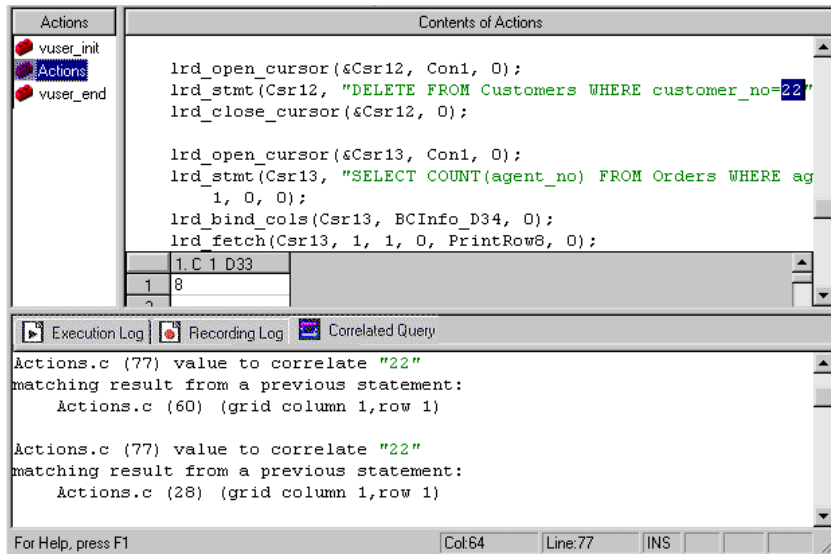 Actions
Contents of Actions
vuser_init
Actions
vuser_end
lrd_open_cursor(&Csr12, Con1, 0);
lrd_stmt(Csr12, "DELETE FROM Customers WHERE customer_no=22"
lrd_close_cursor(&Csr12, 0);
lrd_open_cursor(&Csr13, Con1, 0);
lrd_stmt(Csr13, "SELECT COUNT(agent_no) FROM Orders WHERE ag
1, 0, 0);
lrd_bind_cols(Csr13, BCInfo_D34, 0);
lrd_fetch(Csr13, 1, 1, 0, PrintRow8, 0);
1. C 1 D33
1 8
Execution Log Recording Log Correlated Query
Actions.c (77) value to correlate "22"
matching result from a previous statement:
Actions.c (60) (grid column 1,row 1)
Actions.c (77) value to correlate "22"
matching result from a previous statement:
Actions.c (28) (grid column 1,row 1)
For Help, press F1 Col:64 Line:77 INS